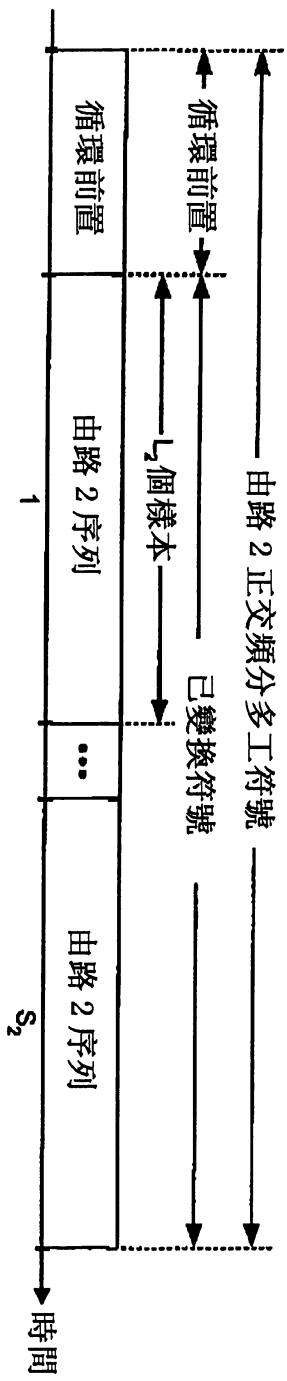 由路 2 正交頻分多工符號
循環前置
已變換符號
L₂個樣本
循環前置
由路 2 序列
•••
由路 2 序列
1
S₂
時間